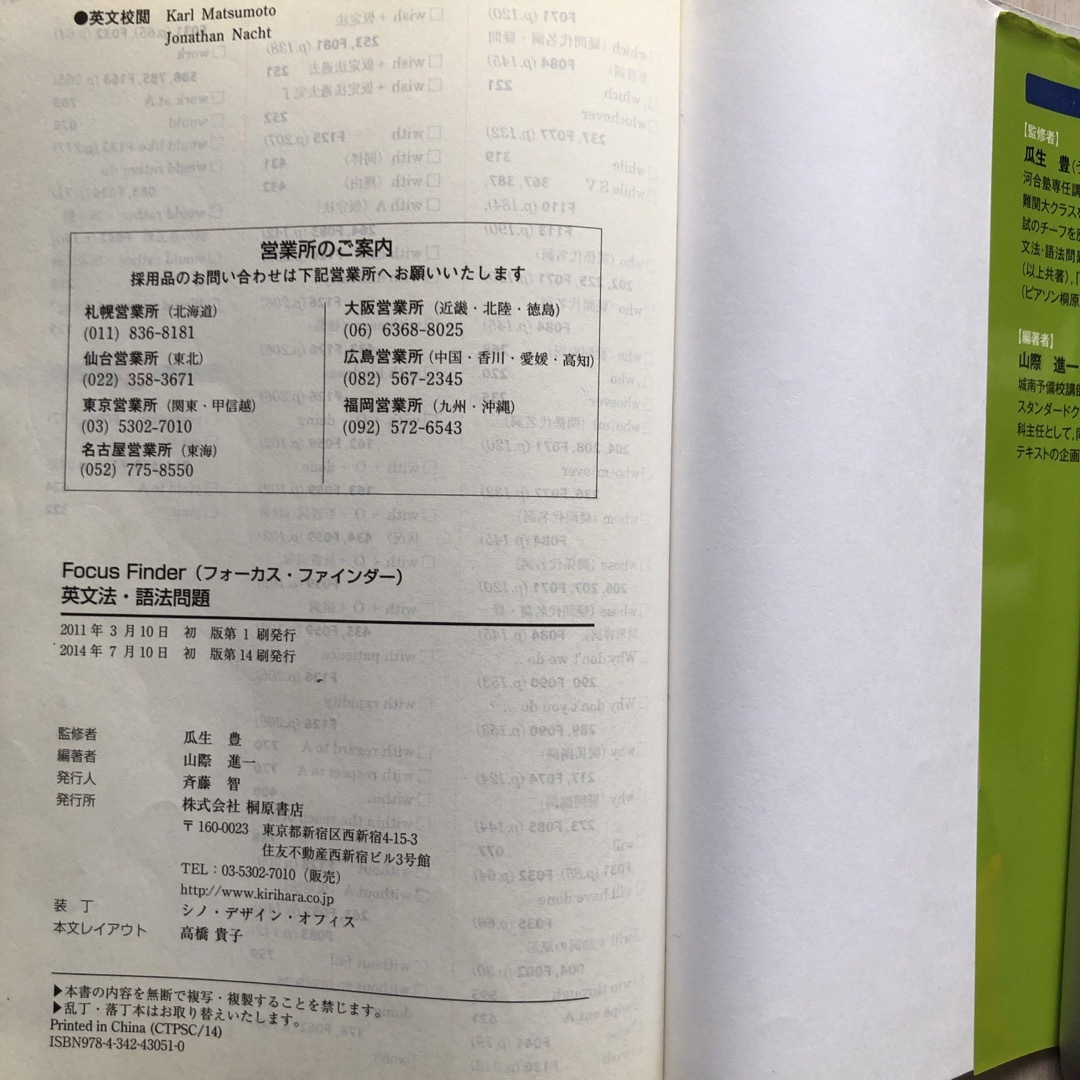 ●英文校閲 Karl Matsumoto
Jonathan Nacht
営業所のご案内
採用品のお問い合わせは下記営業所へお願いいたします
札幌営業所（北海道）
(011) 836-8181
仙台営業所（東北）
(022) 358-3671
東京営業所（関東・甲信越）
(03) 5302-7010
名古屋営業所（東海）
(052) 775-8550
大阪営業所（近畿・北陸・徳島）
(06) 6368-8025
広島営業所（中国・香川・愛媛・高知）
(082) 567-2345
福岡営業所（九州・沖縄）
(092) 572-6543
Focus Finder（フォーカス・ファインダー）
英文法・語法問題
2011年 3月10日 初 版第1刷発行
2014年 7月10日 初 版第14刷発行
監修者 瓜生 豊
編著者 山際 進一
発行人 斉藤 智
発行所 株式会社 桐原書店
〒160-0023 東京都新宿区西新宿4-15-3
住友不動産西新宿ビル3号館
TEL：03-5302-7010（販売）
http://www.kirihara.co.jp
装 丁 シノ・デザイン・オフィス
本文レイアウト 高橋 貴子
▶本書の内容を無断で複写・複製することを禁じます。
▶乱丁・落丁本はお取り替えいたします。
Printed in China (CTPSC/14)
ISBN978-4-342-43051-0
【監修者】
瓜生 豊（う
河合塾専任講
難関大クラスを
試のチーフを
文法・語法問題
（以上共著）,『
（ピアソン桐原
【編著者】
山際 進一
城南予備校講師
スタンダードク
科主任として,同
テキストの企画